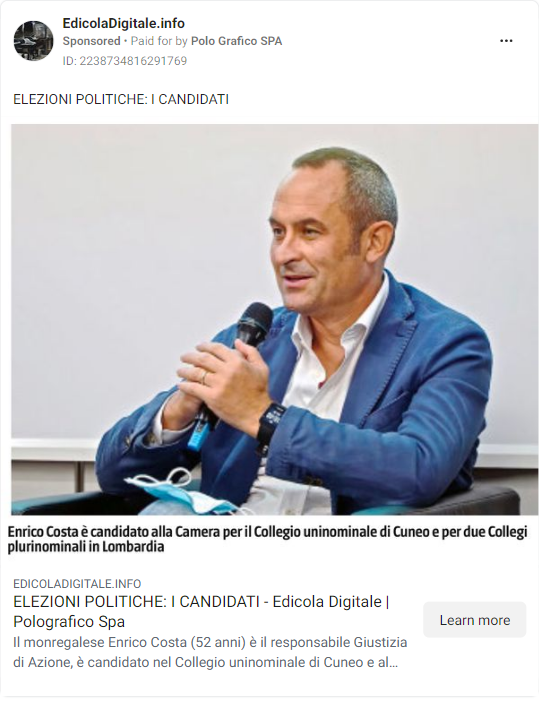 EdicolaDigitale.info
Sponsored • Paid for by Polo Grafico SPA
ID: 2238734816291769
ELEZIONI POLITICHE: I CANDIDATI
Enrico Costa è candidato alla Camera per il Collegio uninominale di Cuneo e per due Collegi
plurinominali in Lombardia
EDICOLADIGITALE.INFO
ELEZIONI POLITICHE: I CANDIDATI - Edicola Digitale |
Polografico Spa
Learn more
Il monregalese Enrico Costa (52 anni) è il responsabile Giustizia
di Azione, è candidato nel Collegio uninominale di Cuneo e al...